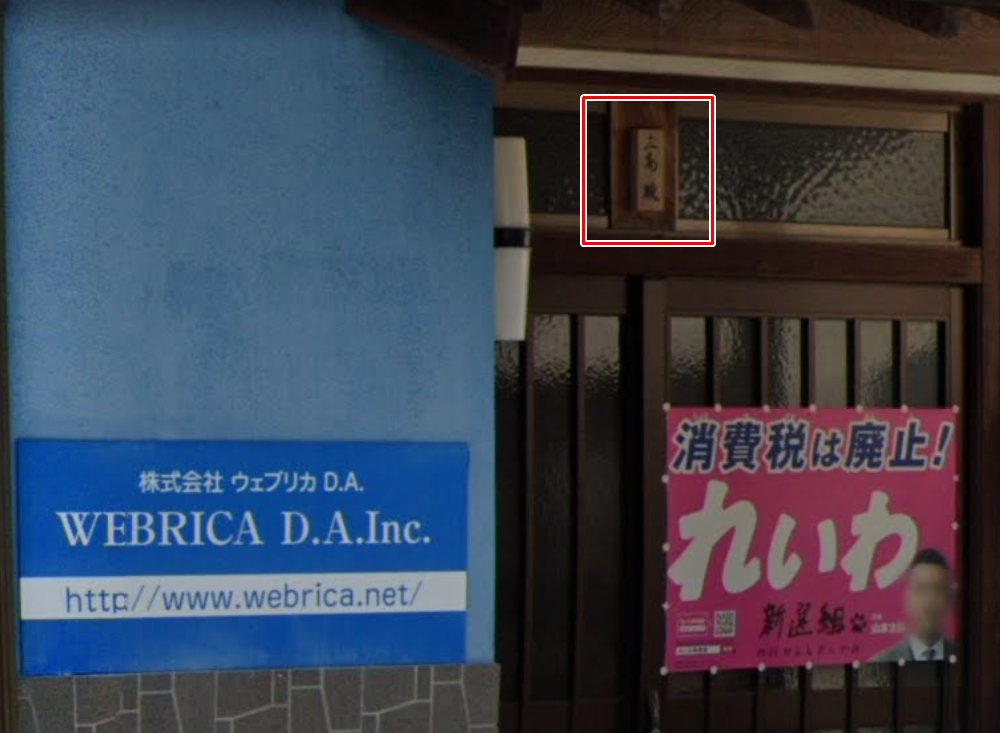 株式会社 ウェブリカ D.A.
WEBRICA D.A.Inc.
http://www.webrica.net/
消費税は廃止!
れいわ
新選組